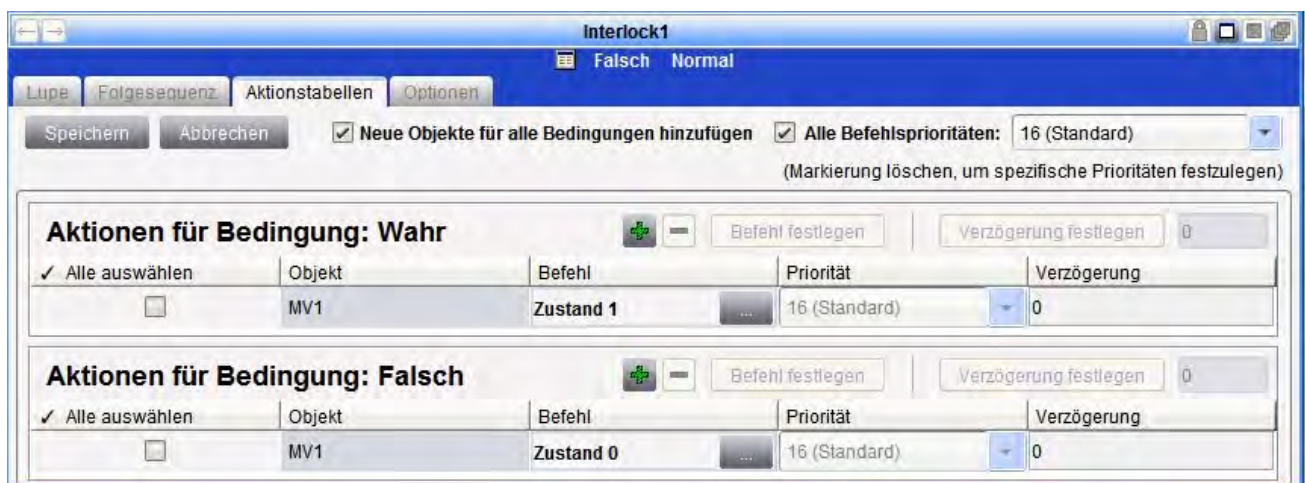 Interlock1
Falsch Normal
Lupe Folgesequenz Aktionstabellen Optionen
Speichern Abbrechen ✓ Neue Objekte für alle Bedingungen hinzufügen ✓ Alle Befehlsprioritäten: 16 (Standard)
(Markierung löschen, um spezifische Prioritäten festzulegen)
Aktionen für Bedingung: Wahr Befehl festlegen Verzögerung festlegen 0
✓ Alle auswählen Objekt Befehl Priorität Verzögerung
MV1 Zustand 1 ... 16 (Standard) 0
Aktionen für Bedingung: Falsch Befehl festlegen Verzögerung festlegen 0
✓ Alle auswählen Objekt Befehl Priorität Verzögerung
MV1 Zustand 0 ... 16 (Standard) 0